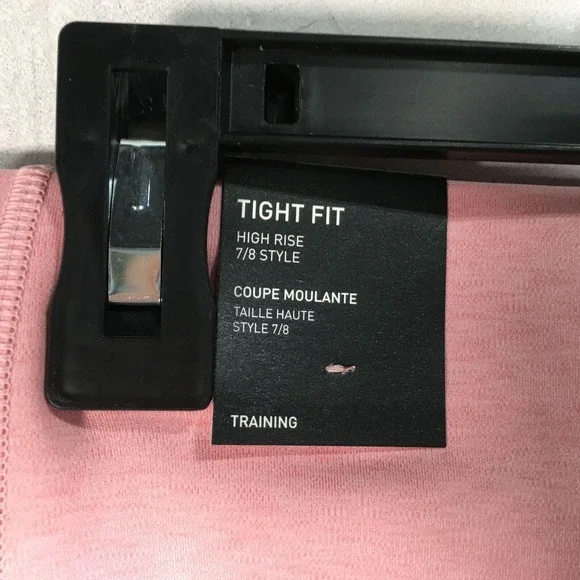 TIGHT FIT
HIGH RISE
7/8 STYLE
COUPE MOULANTE
TAILLE HAUTE
STYLE 7/8
TRAINING